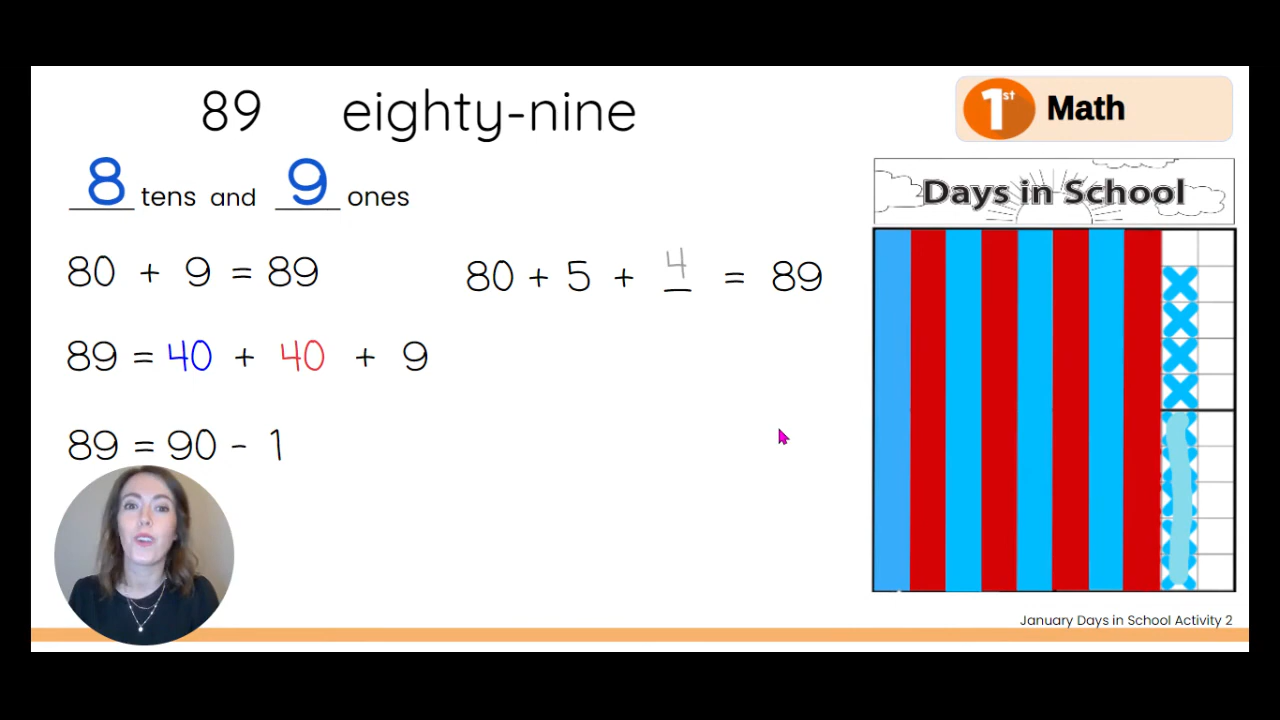 89 eighty-nine
8 tens and 9 ones
80 + 9 = 89
89 = 40 + 40 + 9
89 = 90 - 1
80 + 5 + 4 = 89
1st Math
Days in School
January Days in School Activity 2